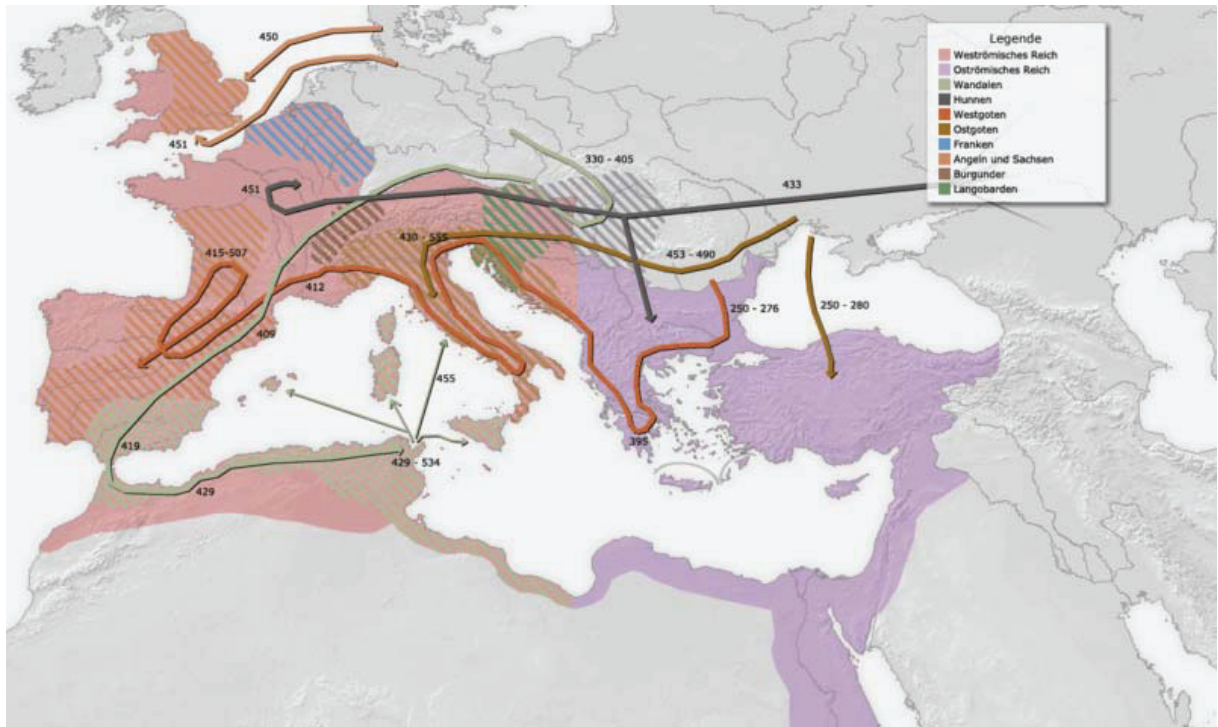 Legende
Weströmisches Reich
Oströmisches Reich
Wandalen
Hunnen
Westgoten
Ostgoten
Franken
Angeln und Sachsen
Burgunder
Langobarden
450
451
330 - 405
433
451
415-507
430 - 555
453 - 490
412
250 - 276
250 - 280
409
455
419
395
429 - 534
429